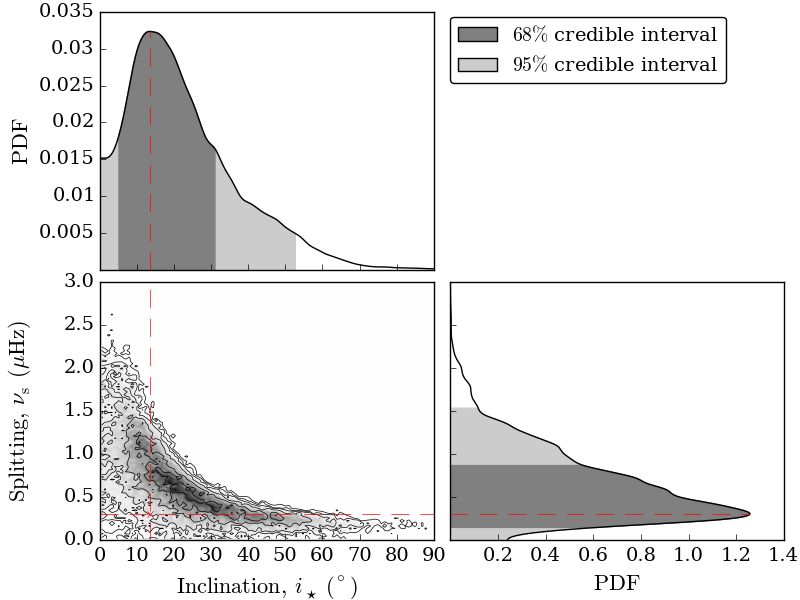 0.035
0.03
0.025
0.02
0.015
0.01
0.005
PDF
68% credible interval
95% credible interval
3.0
2.5
2.0
1.5
1.0
0.5
0.0
Splitting, νs (μHz)
0 10 20 30 40 50 60 70 80 90
Inclination, i⋆ (°)
0.2 0.4 0.6 0.8 1.0 1.2 1.4
PDF